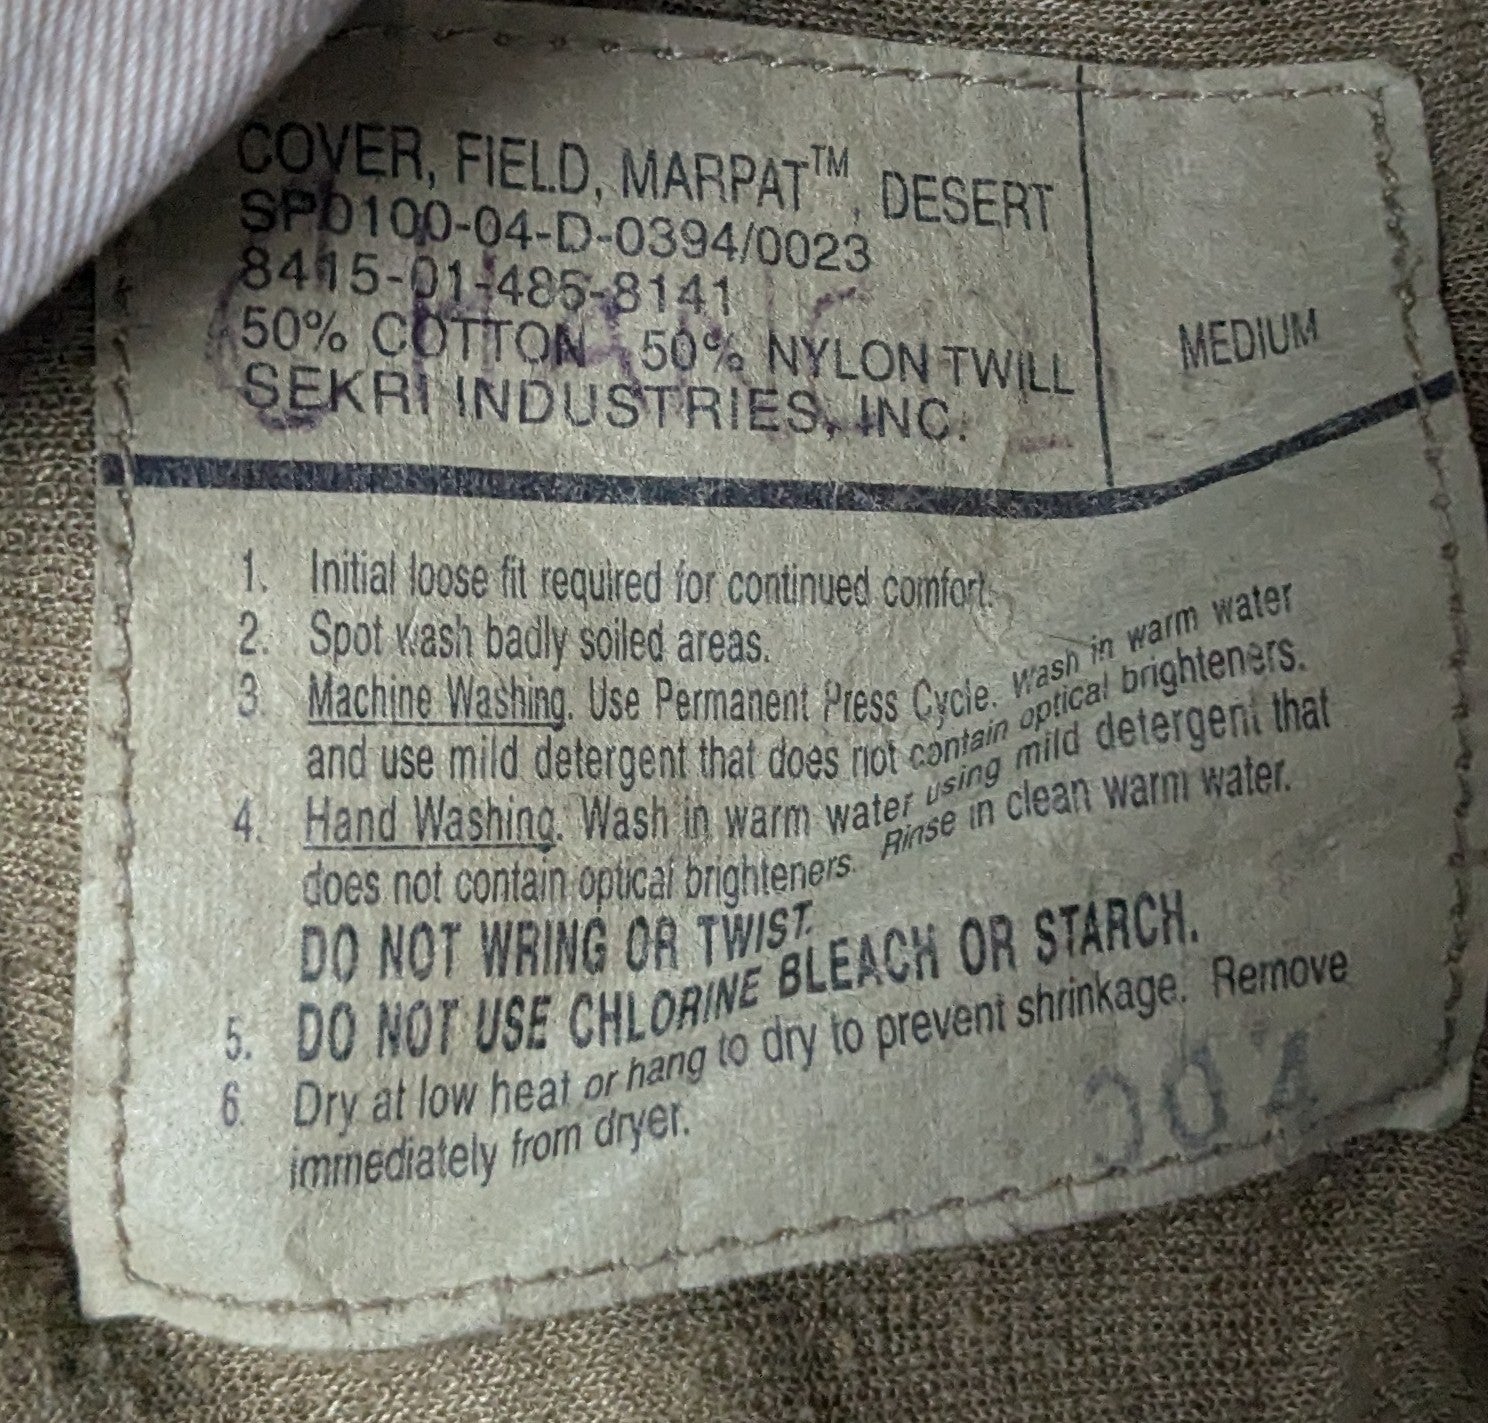 COVER, FIELD, MARPAT™, DESERT
SP0100-04-D-0394/0023
8415-01-485-8141
50% COTTON 50% NYLON TWILL
SEKRI INDUSTRIES, INC.
MEDIUM
1. Initial loose fit required for continued comfort.
2. Spot wash badly soiled areas.
3. Machine Washing. Use Permanent Press Cycle. Wash in warm water
and use mild detergent that does not contain optical brighteners.
4. Hand Washing. Wash in warm water using mild detergent that
does not contain optical brighteners. Rinse in clean warm water.
DO NOT WRING OR TWIST.
5. DO NOT USE CHLORINE BLEACH OR STARCH.
6. Dry at low heat or hang to dry to prevent shrinkage. Remove
immediately from dryer.